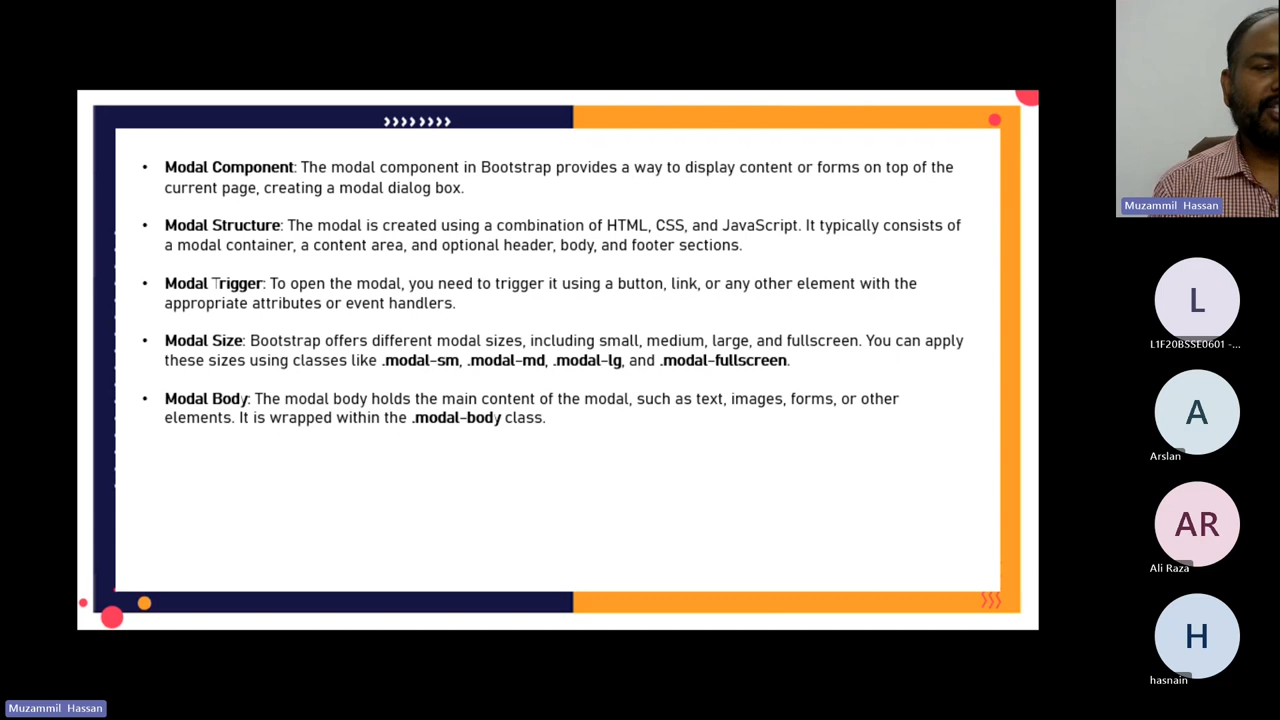 • Modal Component: The modal component in Bootstrap provides a way to display content or forms on top of the
current page, creating a modal dialog box.
• Modal Structure: The modal is created using a combination of HTML, CSS, and JavaScript. It typically consists of
a modal container, a content area, and optional header, body, and footer sections.
• Modal Trigger: To open the modal, you need to trigger it using a button, link, or any other element with the
appropriate attributes or event handlers.
• Modal Size: Bootstrap offers different modal sizes, including small, medium, large, and fullscreen. You can apply
these sizes using classes like .modal-sm, .modal-md, .modal-lg, and .modal-fullscreen.
• Modal Body: The modal body holds the main content of the modal, such as text, images, forms, or other
elements. It is wrapped within the .modal-body class.
Muzammil Hassan
L
L1F20BSSE0601 -...
A
Arslan
AR
Ali Raza
H
hasnain
Muzammil Hassan